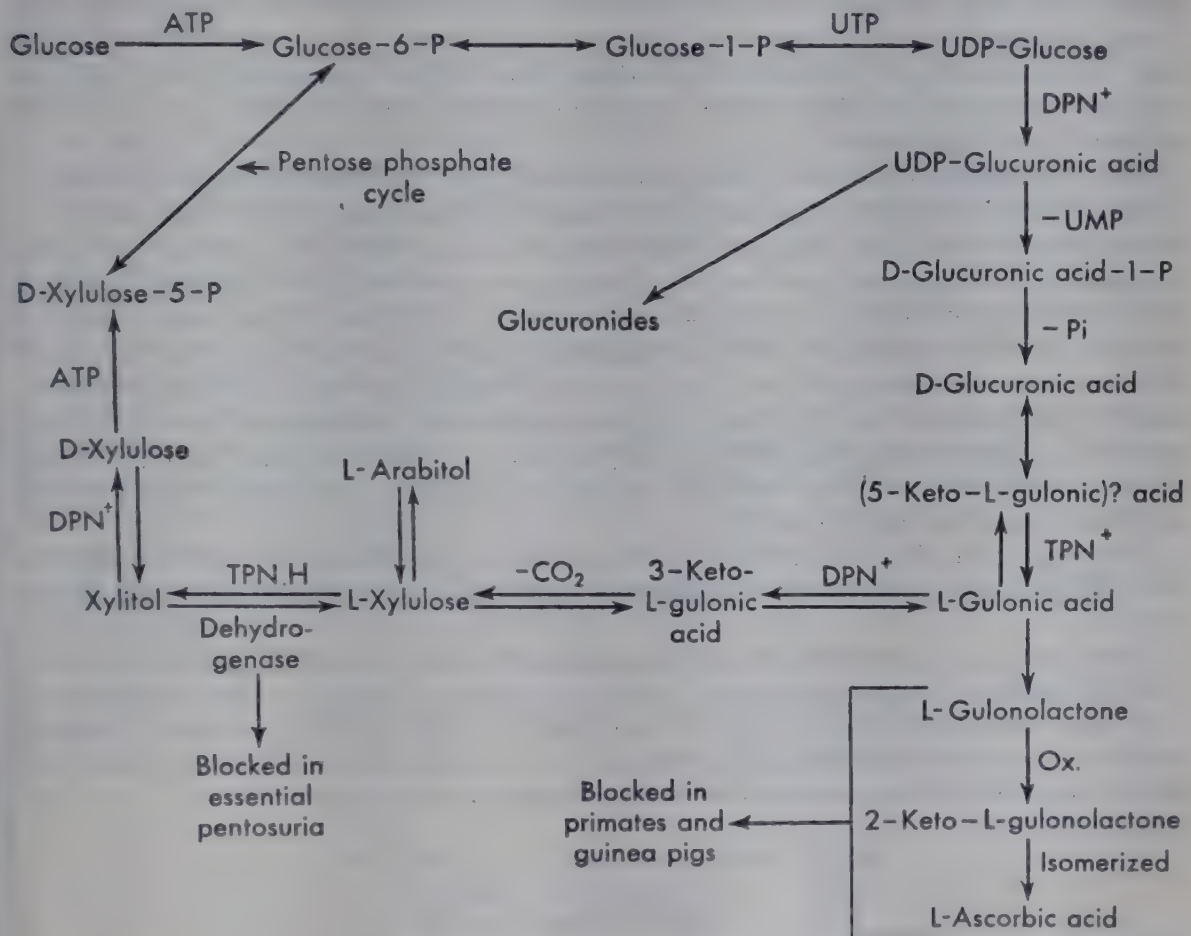 ATP
UTP
Glucose
Glucose-6-P
Glucose-1-P
UDP-Glucose
DPN+
Pentose phosphate
cycle
UDP-Glucuronic acid
-UMP
D-Xylulose-5-P
D-Glucuronic acid-1-P
Glucuronides
-Pi
ATP
D-Glucuronic acid
D-Xylulose
L-Arabitol
(5-Keto-L-gulonic)? acid
DPN+
TPN+
TPN.H
-CO2
3-Keto-
DPN+
Xylitol
L-Xylulose
L-gulonic
L-Gulonic acid
Dehydro-
acid
genase
L-Gulonolactone
Blocked in
essential
pentosuria
Ox.
Blocked in
primates and
guinea pigs
2-Keto-L-gulonolactone
Isomerized
L-Ascorbic acid